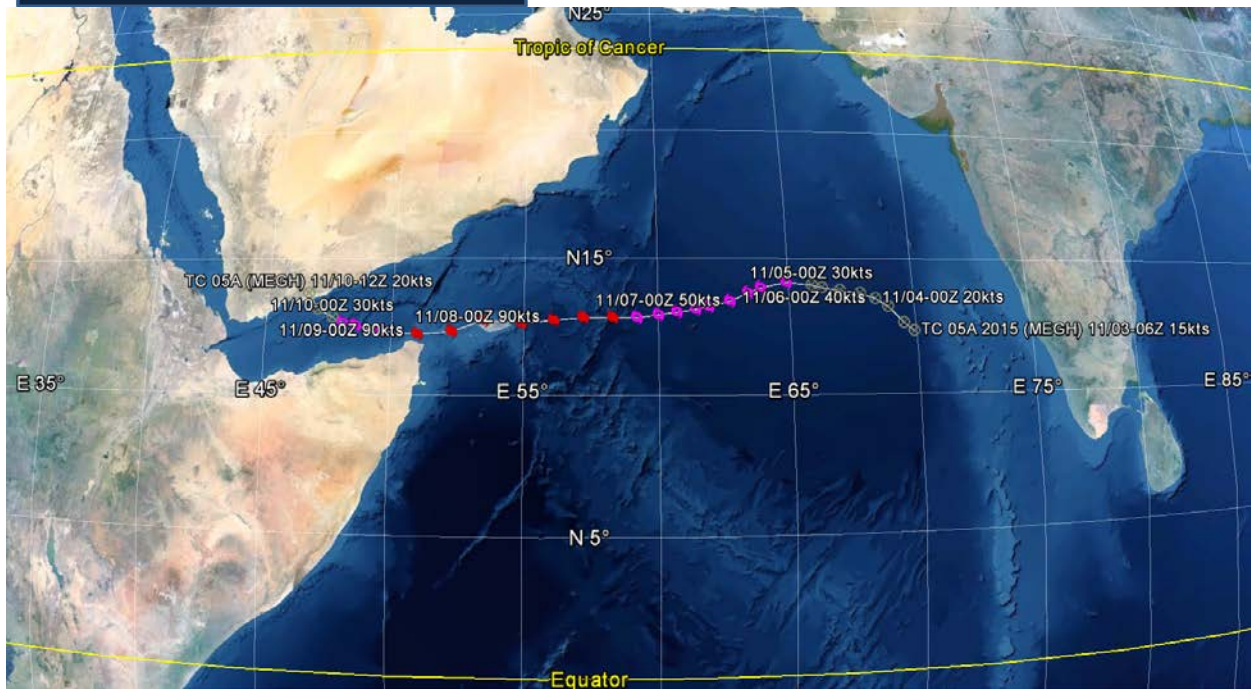 N25°
Tropic of Cancer
N15°
TC 05A (MEGH) 11/10-12Z 20kts
11/05-00Z 30kts
11/10-00Z 30kts
11/07-00Z 50kts
11/06-00Z 40kts
11/04-00Z 20kts
11/09-00Z 90kts
11/08-00Z 90kts
TC 05A 2015 (MEGH) 11/03-06Z 15kts
E 35°
E 45°
E 55°
E 65°
E 75°
E 85°
N 5°
Equator